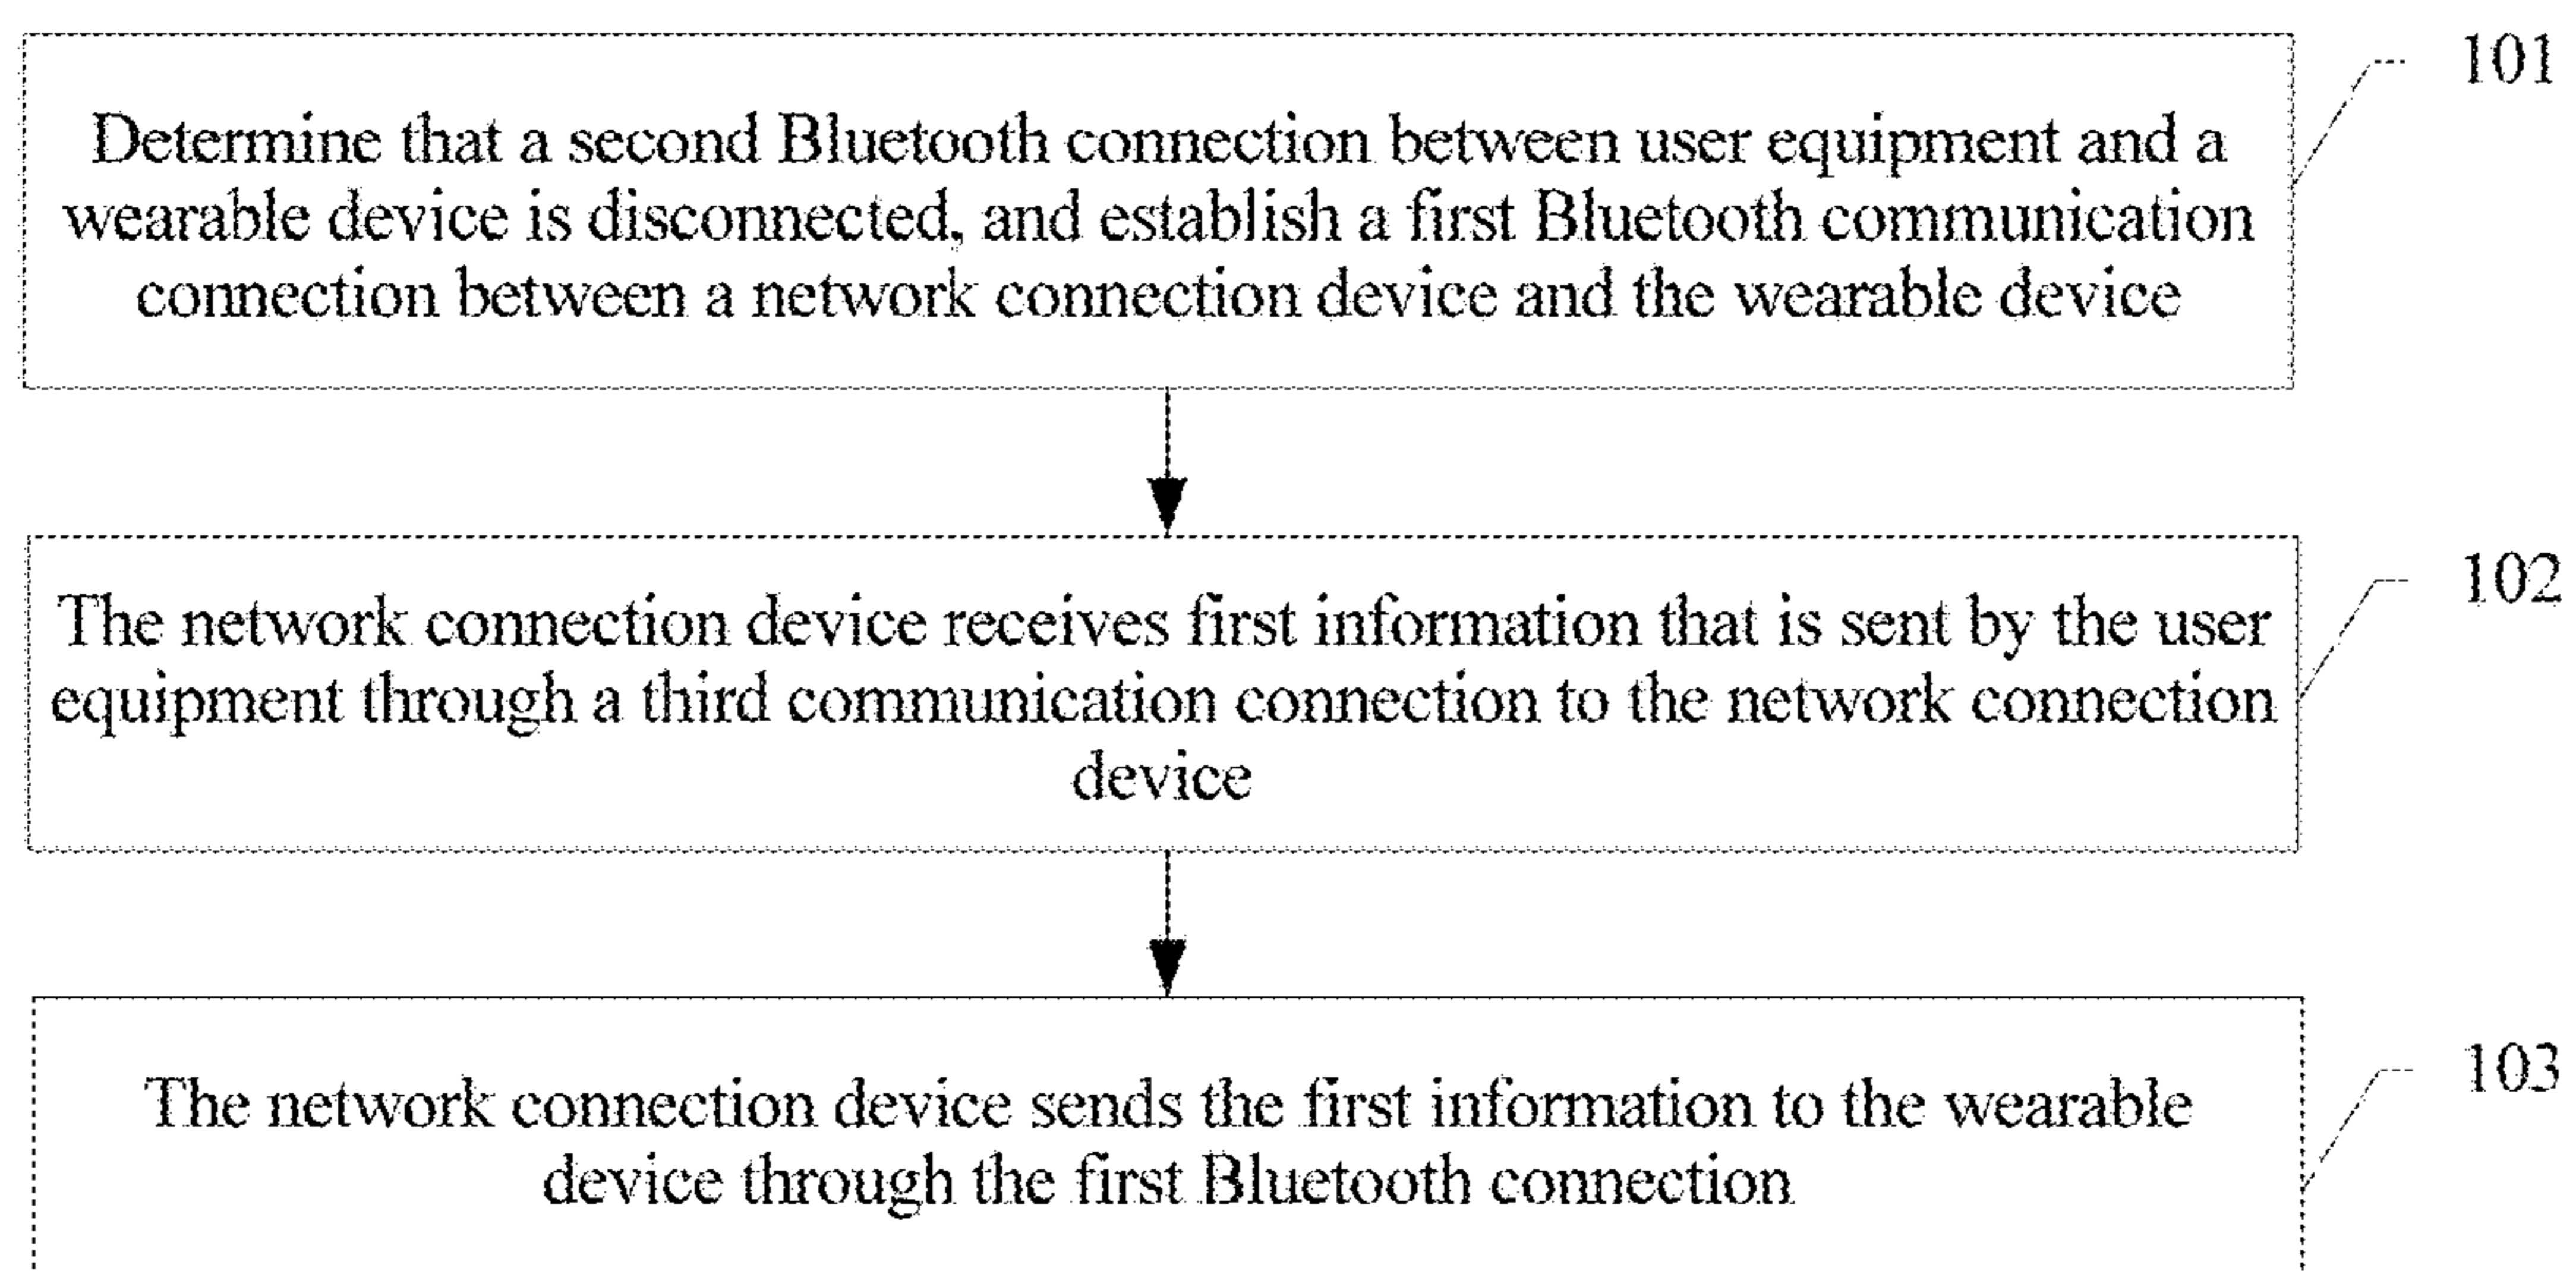 101
Determine that a second Bluetooth connection between user equipment and a
wearable device is disconnected, and establish a first Bluetooth communication
connection between a network connection device and the wearable device
102
The network connection device receives first information that is sent by the user
equipment through a third communication connection to the network connection
device
103
The network connection device sends the first information to the wearable
device through the first Bluetooth connection